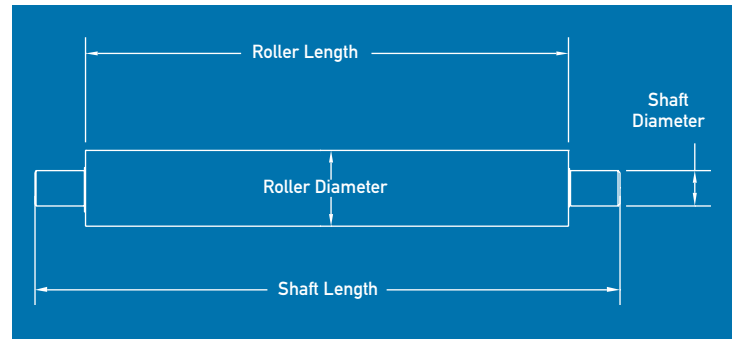 Roller Length
Shaft
Diameter
Roller Diameter
Shaft Length